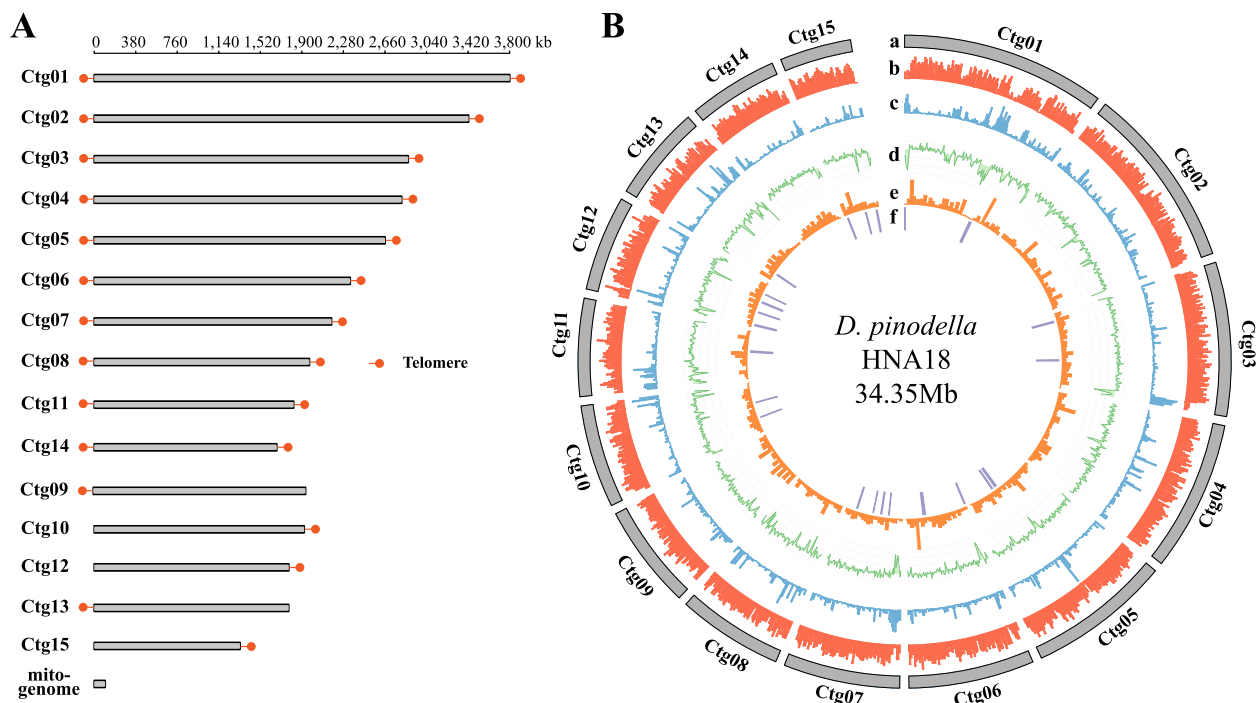 A
0 380 760 1,140 1,520 1,900 2,280 2,660 3,040 3,420 3,800 kb
Ctg01
Ctg02
Ctg03
Ctg04
Ctg05
Ctg06
Ctg07
Ctg08
Telomere
Ctg11
Ctg14
Ctg09
Ctg10
Ctg12
Ctg13
Ctg15
mito-
genome
B
a
b
c
d
e
f
Ctg01
Ctg02
Ctg03
Ctg04
Ctg05
Ctg06
Ctg07
Ctg08
Ctg09
Ctg10
Ctg11
Ctg12
Ctg13
Ctg14
Ctg15
D. pinodella
HNA18
34.35Mb